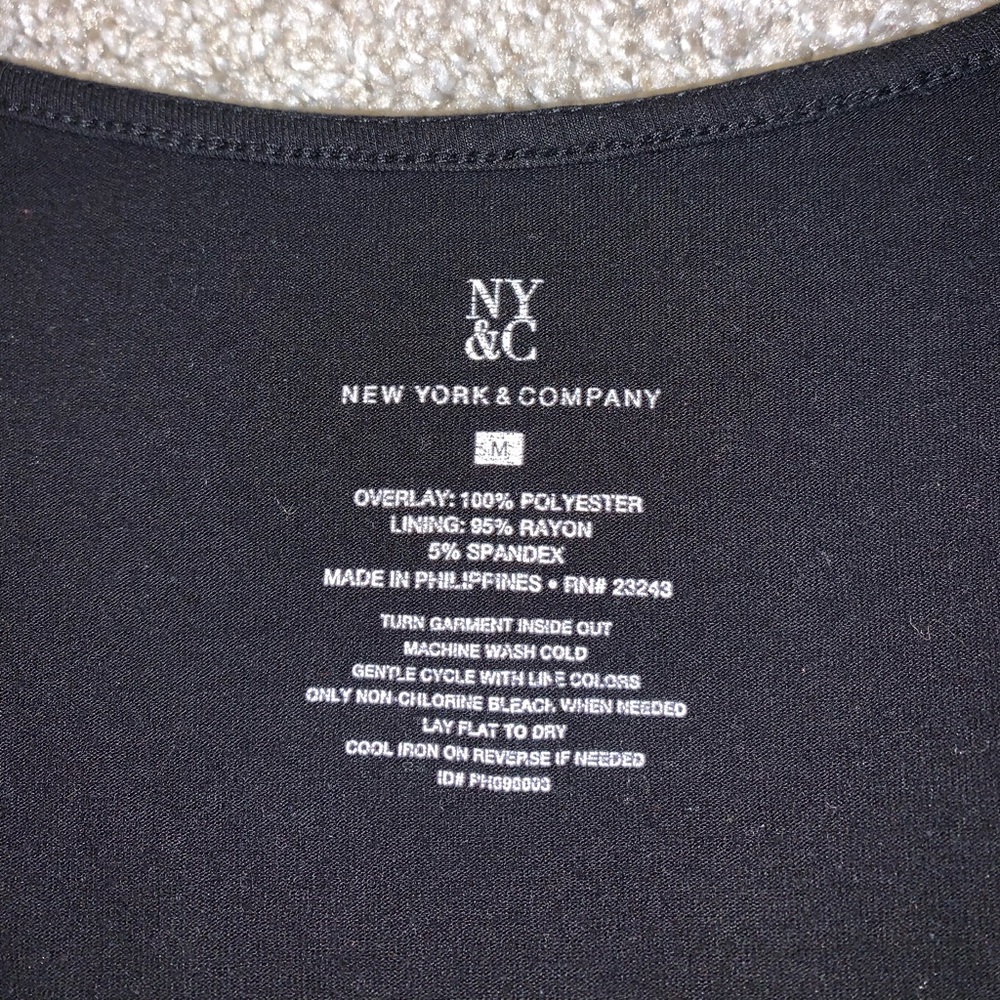 NY
&C
NEW YORK & COMPANY
M
OVERLAY: 100% POLYESTER
LINING: 95% RAYON
5% SPANDEX
MADE IN PHILIPPINES • RN# 23243
TURN GARMENT INSIDE OUT
MACHINE WASH COLD
GENTLE CYCLE WITH LIKE COLORS
ONLY NON-CHLORINE BLEACH WHEN NEEDED
LAY FLAT TO DRY
COOL IRON ON REVERSE IF NEEDED
ID# PH090003